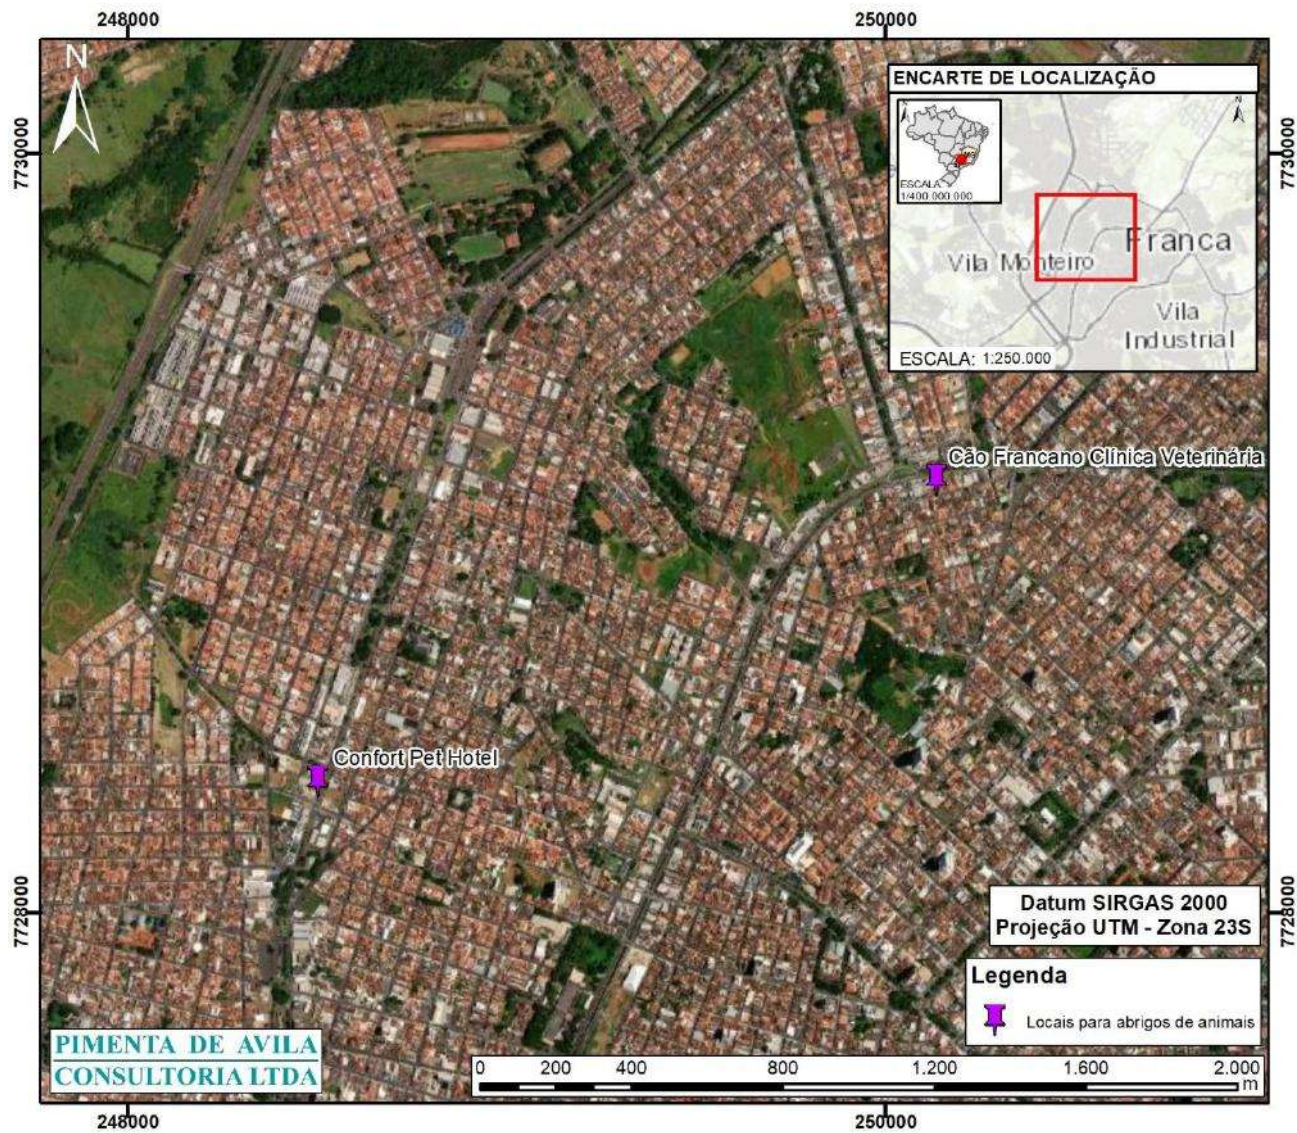 248000
250000
N
ENCARTE DE LOCALIZAÇÃO
ESCALA:
1/400.000.000
Franca
Vila Monteiro
Vila
Industrial
ESCALA: 1:250.000
7730000
7730000
Cão Francano Clínica Veterinária
Confort Pet Hotel
7728000
7728000
Datum SIRGAS 2000
Projeção UTM - Zona 23S
Legenda
Locais para abrigos de animais
PIMENTA DE AVILA
CONSULTORIA LTDA
0 200 400 800 1.200 1.600 2.000
m
248000
250000